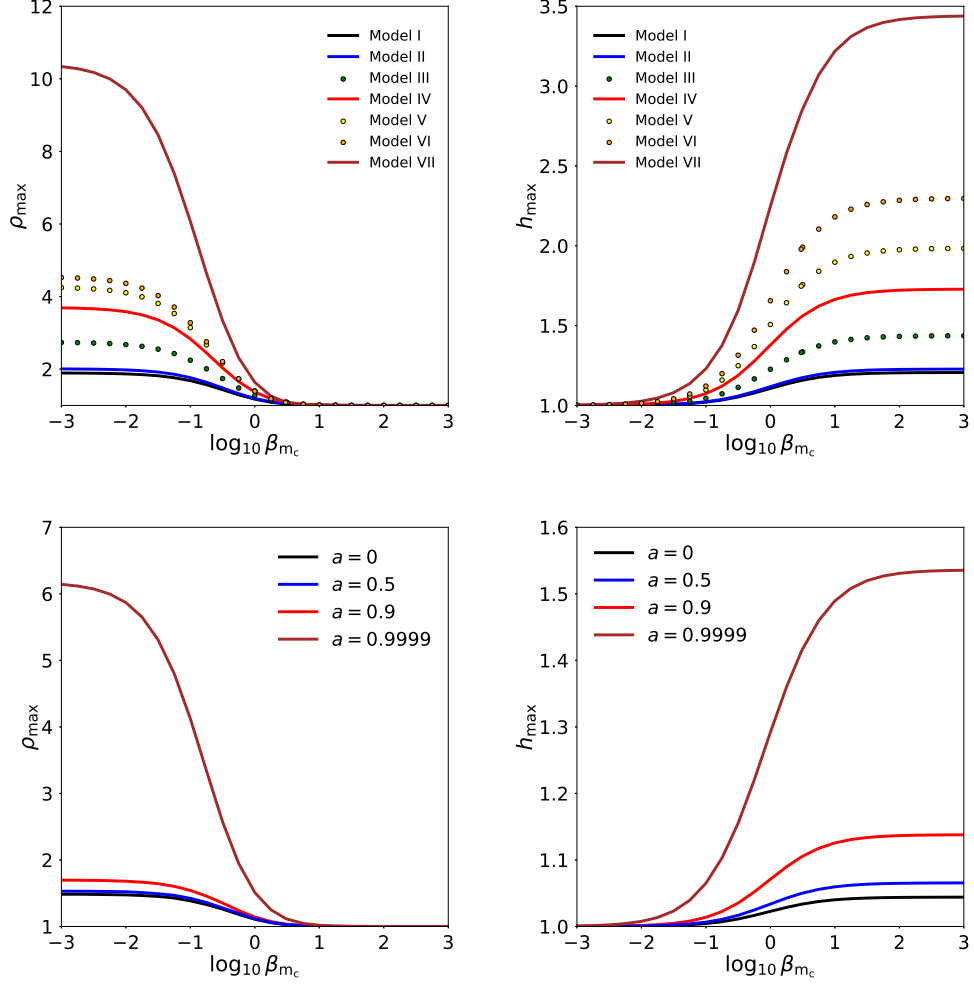 12
10
8
6
4
2
ρmax
−3 −2 −1 0 1 2 3
log10 βmc
Model I
Model II
Model III
Model IV
Model V
Model VI
Model VII
3.5
3.0
2.5
2.0
1.5
1.0
hmax
−3 −2 −1 0 1 2 3
log10 βmc
Model I
Model II
Model III
Model IV
Model V
Model VI
Model VII
7
6
5
4
3
2
1
ρmax
−3 −2 −1 0 1 2 3
log10 βmc
a = 0
a = 0.5
a = 0.9
a = 0.9999
1.6
1.5
1.4
1.3
1.2
1.1
1.0
hmax
−3 −2 −1 0 1 2 3
log10 βmc
a = 0
a = 0.5
a = 0.9
a = 0.9999